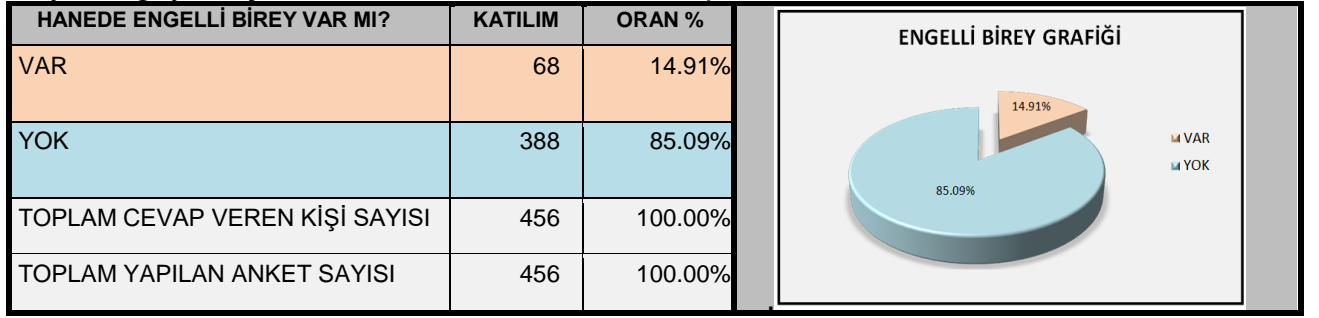 HANEDE ENGELLİ BİREY VAR MI? KATILIM ORAN %
VAR 68 14.91%
YOK 388 85.09%
TOPLAM CEVAP VEREN KİŞİ SAYISI 456 100.00%
TOPLAM YAPILAN ANKET SAYISI 456 100.00%
ENGELLİ BİREY GRAFİĞİ
14.91%
85.09%
VAR
YOK